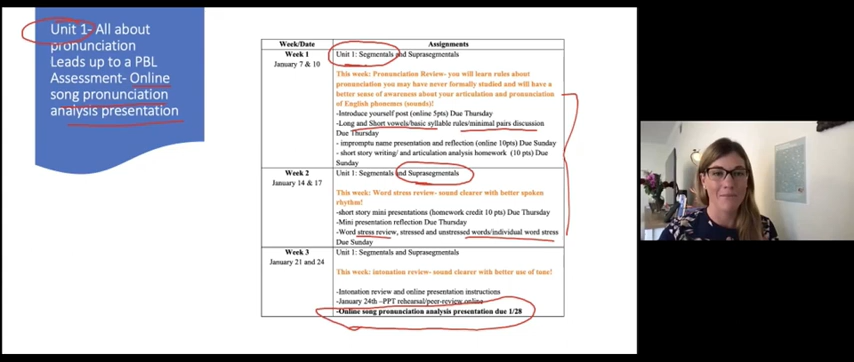 Unit 1- All about
pronunciation
Leads up to a PBL
Assessment- Online
song pronunciation
analysis presentation
Week/Date
Assignments
Week 1
January 7 & 10
Unit 1: Segmentals and Suprasegmentals
This week: Pronunciation Review- you will learn rules about
pronunciation you may have never formally studied and will have a
better sense of awareness about your articulation and pronunciation
of English phonemes (sounds)!
-Introduce yourself post (online 5pts) Due Thursday
-Long and Short vowels/basic syllable rules/minimal pairs discussion
Due Thursday
- impromptu name presentation and reflection (online 10pts) Due Sunday
- short story writing/ and articulation analysis homework (10 pts) Due
Sunday
Week 2
January 14 & 17
Unit 1: Segmentals and Suprasegmentals
This week: Word stress review- sound clearer with better spoken
rhythm!
-short story mini presentations (homework credit 10 pts) Due Thursday
-Mini presentation reflection Due Thursday
-Word stress review, stressed and unstressed words/individual word stress
Due Sunday
Week 3
January 21 and 24
Unit 1: Segmentals and Suprasegmentals
This week: intonation review- sound clearer with better use of tone!
-Intonation review and online presentation instructions
-January 24th –PPT rehearsal/peer-review online
-Online song pronunciation analysis presentation due 1/28